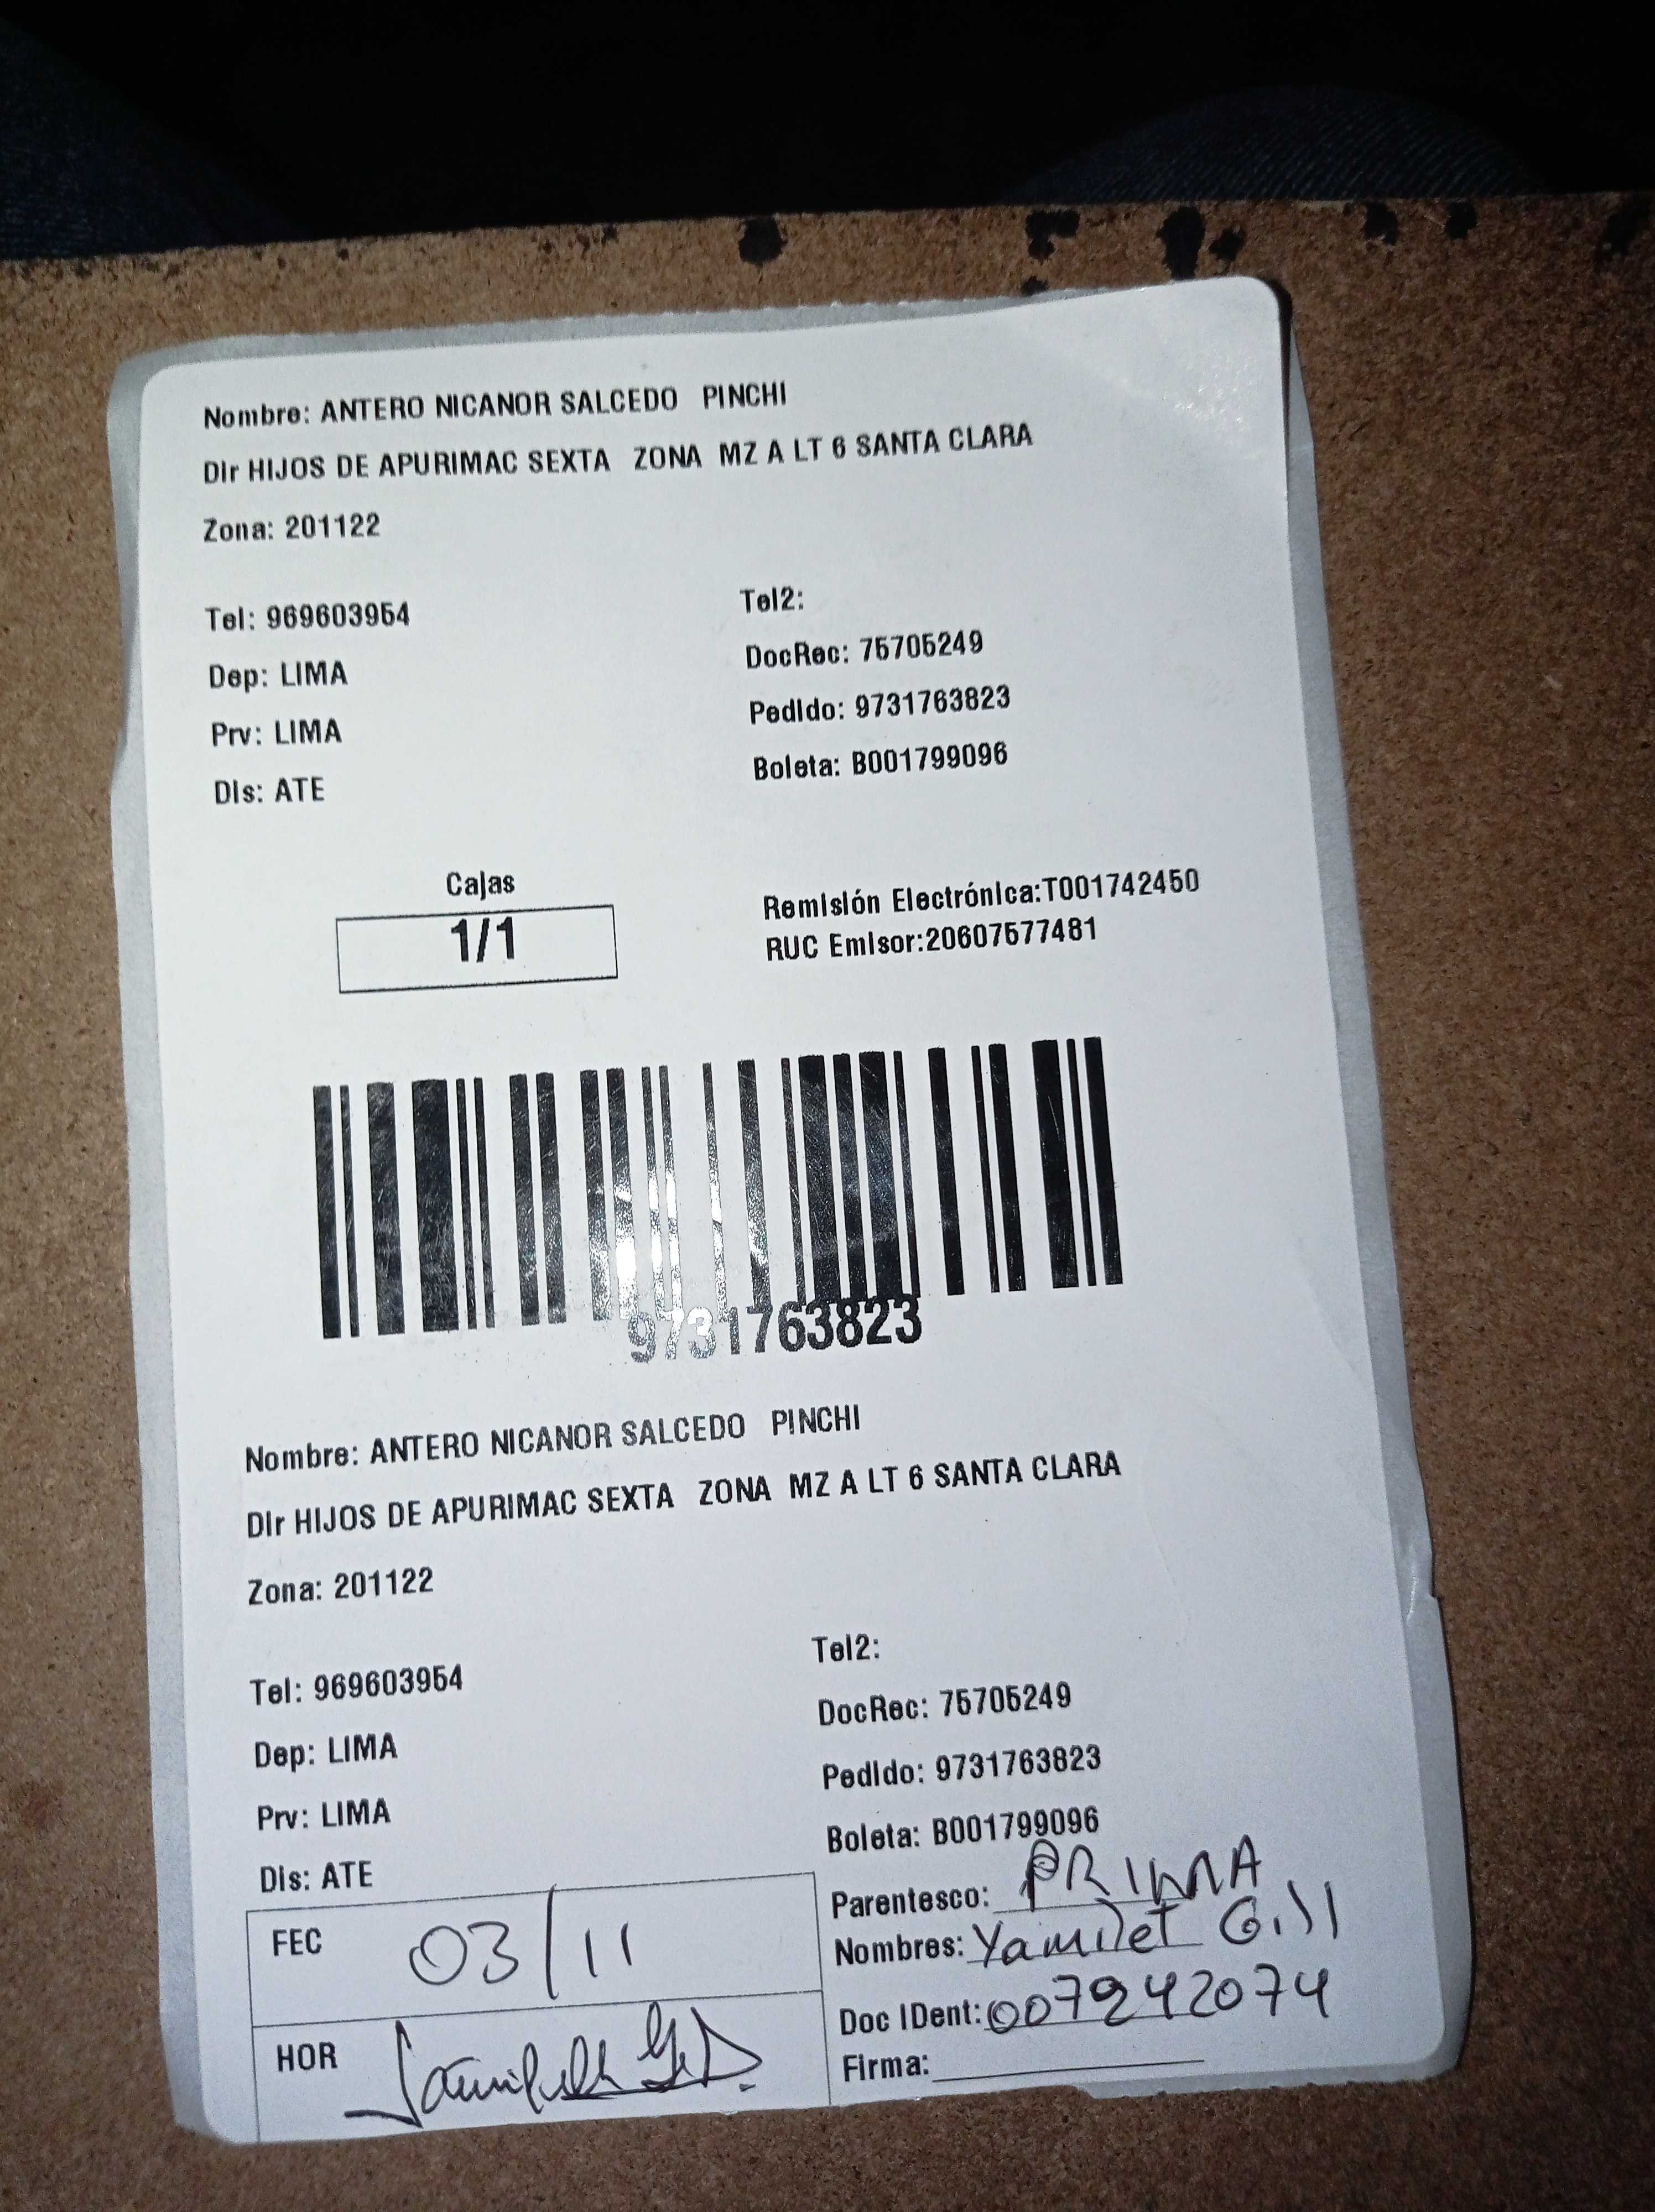 Nombre: ANTERO NICANOR SALCEDO PINCHI
Dir HIJOS DE APURIMAC SEXTA ZONA MZ A LT 6 SANTA CLARA
Zona: 201122
Tel: 969603954
Tel2:
Dep: LIMA
DocRec: 75705249
Prv: LIMA
Pedido: 9731763823
Dis: ATE
Boleta: B001799096
Cajas
1/1
Remisión Electrónica:T001742450
RUC Emisor:20607577481
9731763823
Nombre: ANTERO NICANOR SALCEDO PINCHI
Dir HIJOS DE APURIMAC SEXTA ZONA MZ A LT 6 SANTA CLARA
Zona: 201122
Tel: 969603954
Tel2:
Dep: LIMA
DocRec: 75705249
Prv: LIMA
Pedido: 9731763823
Dis: ATE
Boleta: B001799096
FEC 03/11
HOR
Parentesco: PRIMA
Nombres: Yamilet Gill
Doc IDent: 007242074
Firma: